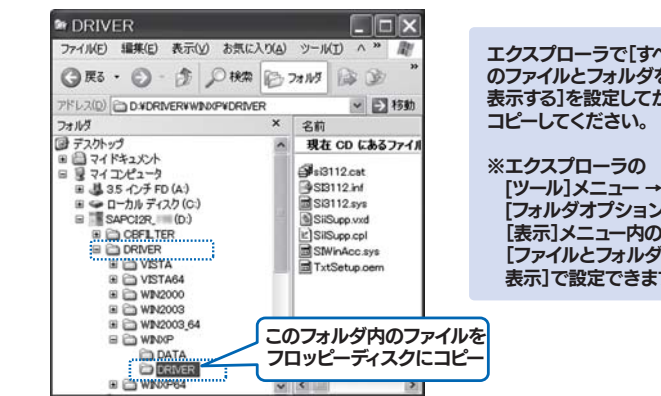 DRIVER
ファイル(F) 編集(E) 表示(V) お気に入り(A) ツール(T) ヘ »
戻る 検索 フォルダ »
アドレス(D) D:¥DRIVER¥WINXP¥DRIVER 移動
フォルダ ×
デスクトップ
マイ ドキュメント
マイ コンピュータ
3.5 インチ FD (A:)
ローカル ディスク (C:)
SAPCI2R_ (D:)
CBFILTER
DRIVER
VISTA
VISTA64
WIN2000
WIN2003
WIN2003_64
WINXP
DATA
DRIVER
WINXP64
名前
現在 CD にあるファイル
si3112.cat
SI3112.inf
Si3112.sys
SiISupp.vxd
SiISupp.cpl
SIWinAcc.sys
TxtSetup.oem
このフォルダ内のファイルを
フロッピーディスクにコピー
エクスプローラで[すべ
のファイルとフォルダを
表示する]を設定してか
コピーしてください。
※エクスプローラの
[ツール]メニュー →
[フォルダオプション
[表示]メニュー内の
[ファイルとフォルダ
表示]で設定できま